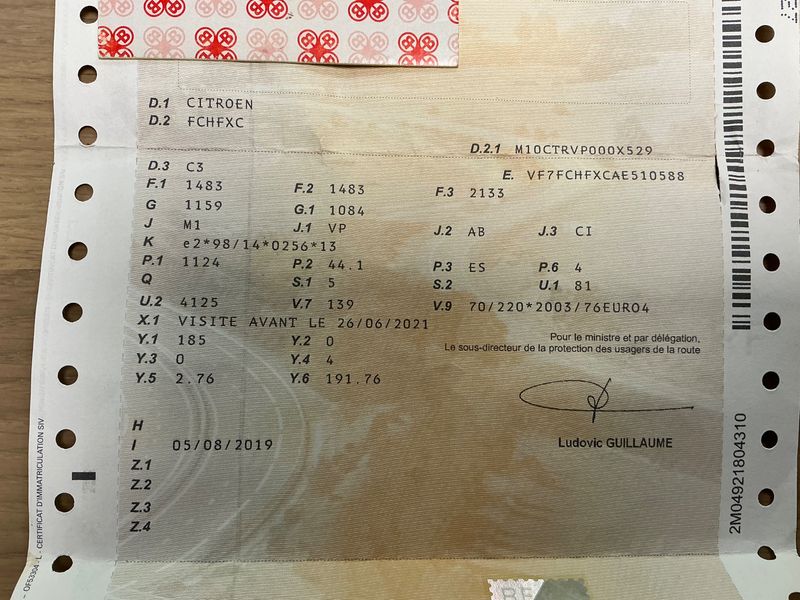 D.1 CITROEN
D.2 FCHFXC
D.2.1 M10CTRVP000X529
D.3 C3
E. VF7FCHFXCAE510588
F.1 1483 F.2 1483 F.3 2133
G 1159 G.1 1084
J M1 J.1 VP J.2 AB J.3 CI
K e2*98/14*0256*13
P.1 1124 P.2 44.1 P.3 ES P.6 4
Q S.1 5 S.2 U.1 81
U.2 4125 V.7 139 V.9 70/220*2003/76EURO4
X.1 VISITE AVANT LE 26/06/2021
Y.1 185 Y.2 0
Y.3 0 Y.4 4
Y.5 2.76 Y.6 191.76
Pour le ministre et par délégation,
Le sous-directeur de la protection des usagers de la route
Ludovic GUILLAUME
H
I 05/08/2019
Z.1
Z.2
Z.3
Z.4
2M04921804310
OF53304 - L - CERTIFICAT D'IMMATRICULATION SIV